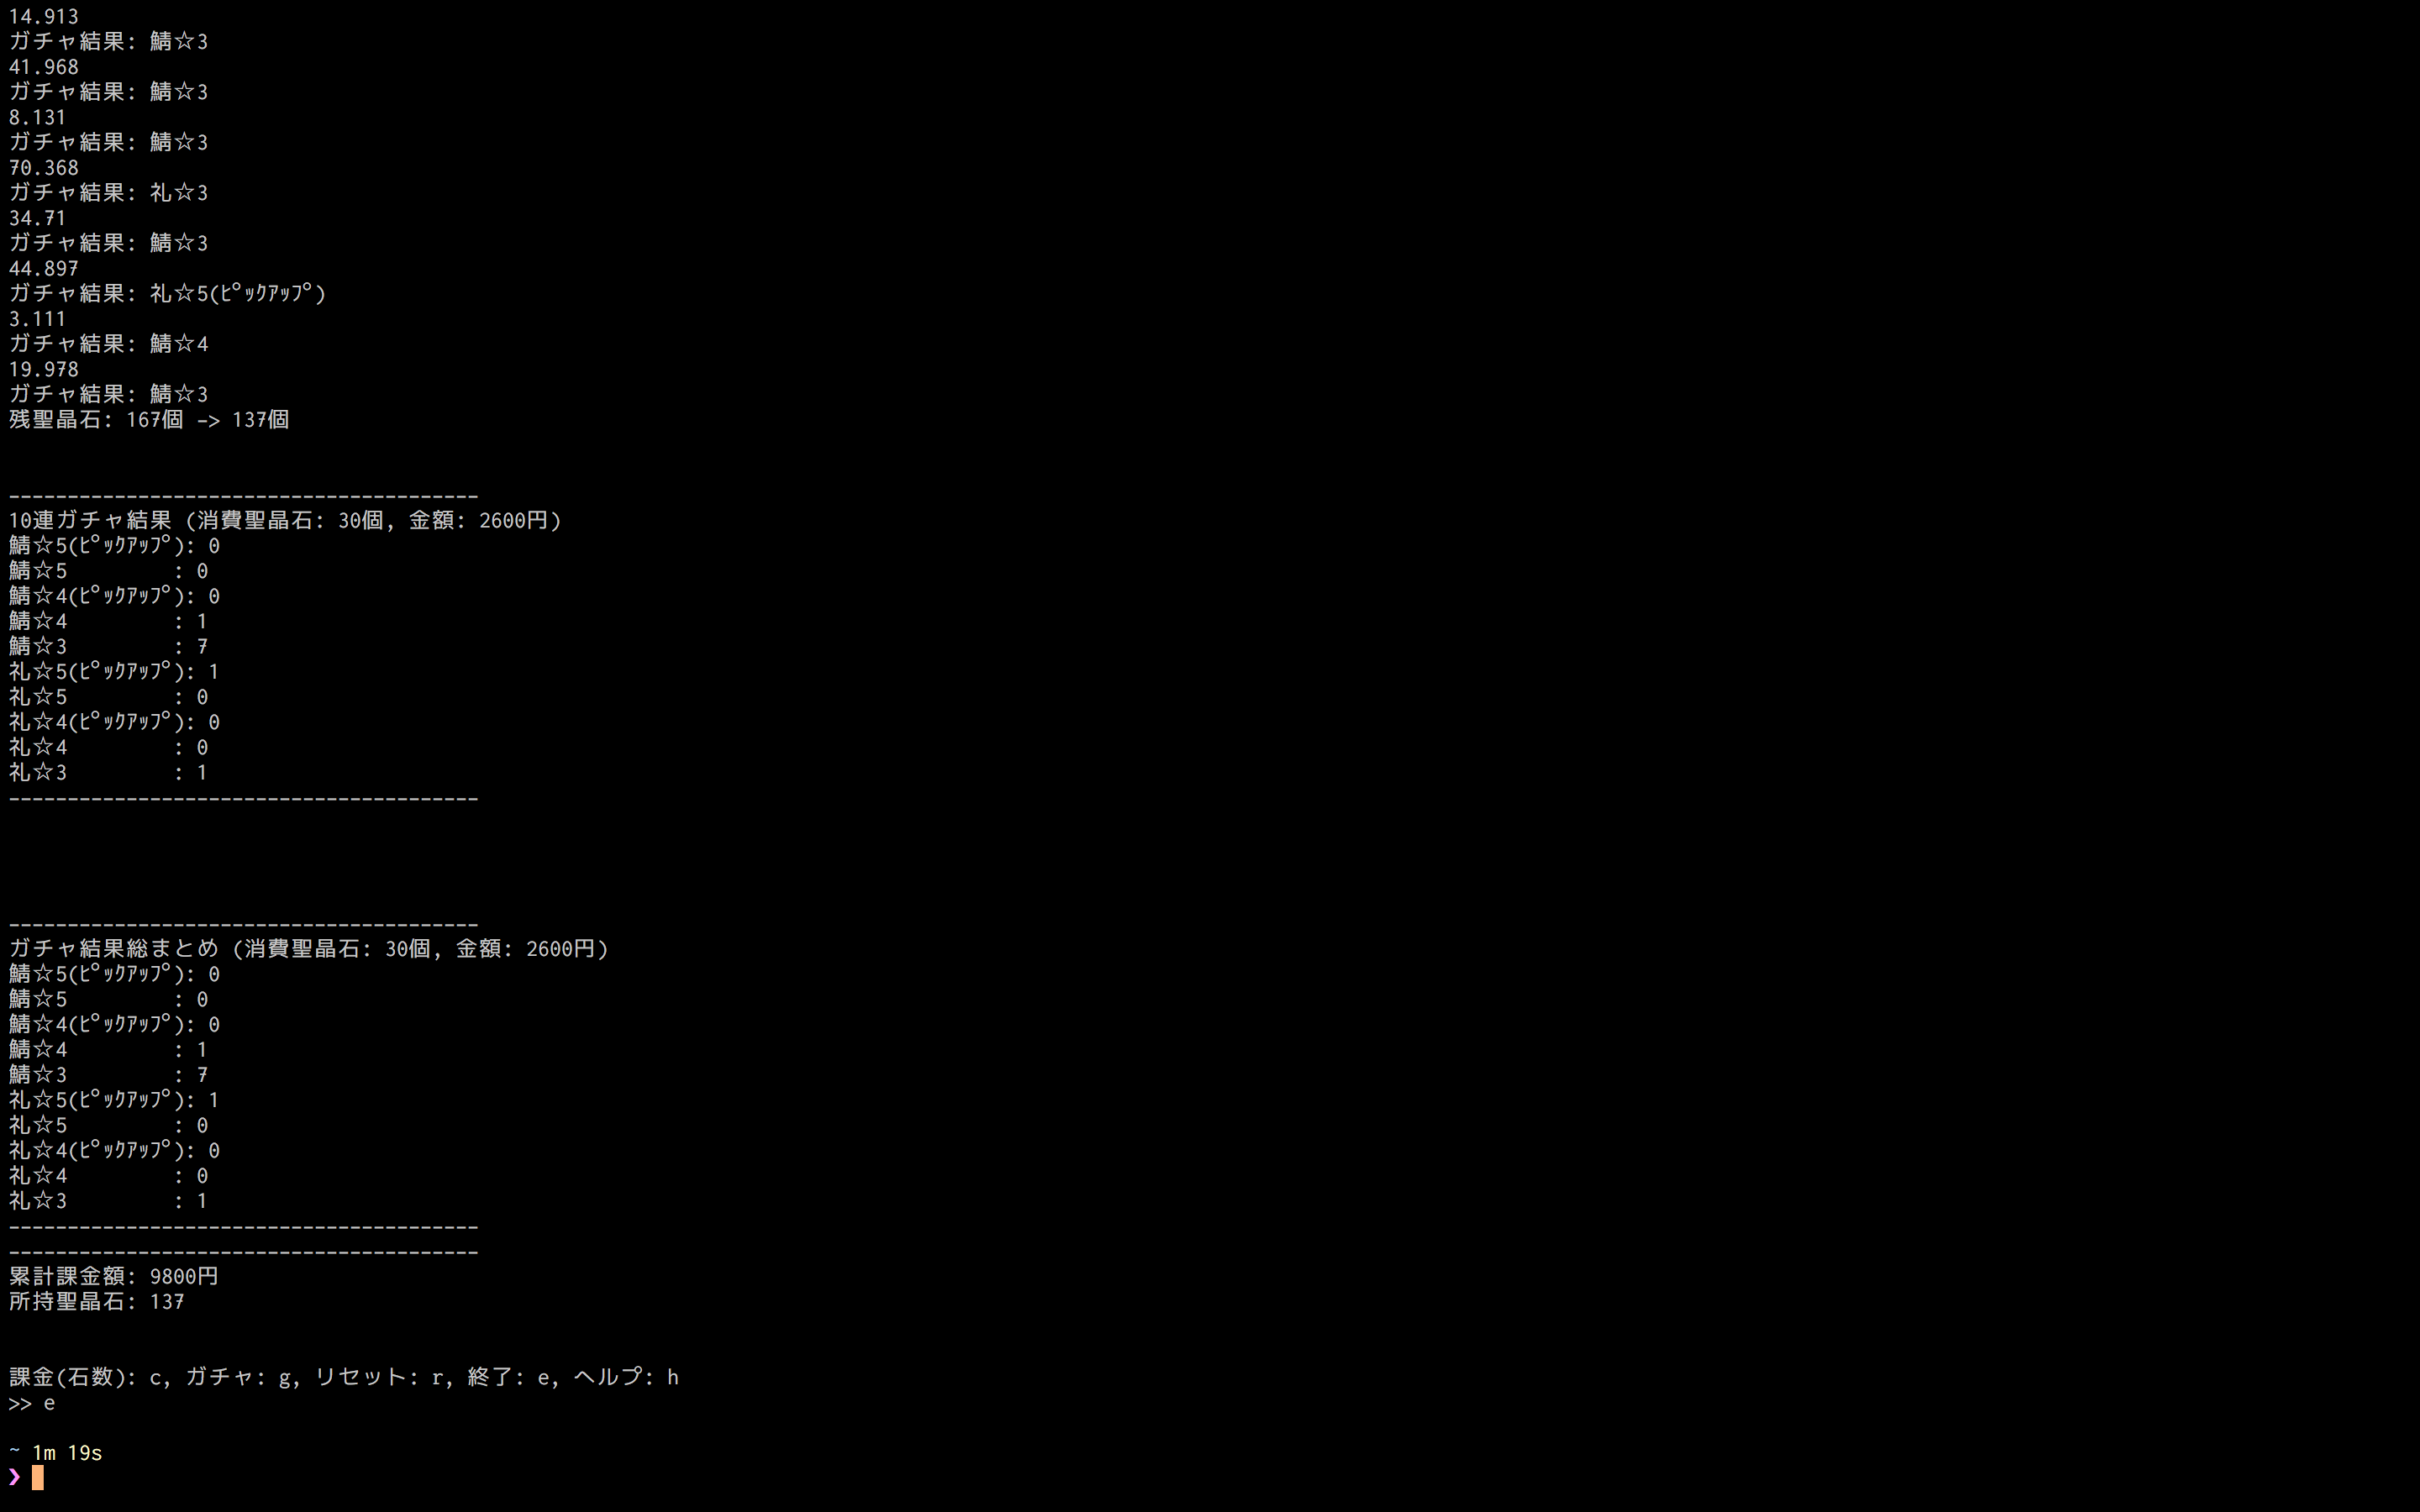 14.913
ガチャ結果: 鯖☆3
41.968
ガチャ結果: 鯖☆3
8.131
ガチャ結果: 鯖☆3
70.368
ガチャ結果: 礼☆3
34.71
ガチャ結果: 鯖☆3
44.897
ガチャ結果: 礼☆5(ﾋﾟｯｸｱｯﾌﾟ)
3.111
ガチャ結果: 鯖☆4
19.978
ガチャ結果: 鯖☆3
残聖晶石: 167個 -> 137個
----------------------------------------
10連ガチャ結果 (消費聖晶石: 30個, 金額: 2600円)
鯖☆5(ﾋﾟｯｸｱｯﾌﾟ): 0
鯖☆5         : 0
鯖☆4(ﾋﾟｯｸｱｯﾌﾟ): 0
鯖☆4         : 1
鯖☆3         : 7
礼☆5(ﾋﾟｯｸｱｯﾌﾟ): 1
礼☆5         : 0
礼☆4(ﾋﾟｯｸｱｯﾌﾟ): 0
礼☆4         : 0
礼☆3         : 1
----------------------------------------
----------------------------------------
ガチャ結果総まとめ (消費聖晶石: 30個, 金額: 2600円)
鯖☆5(ﾋﾟｯｸｱｯﾌﾟ): 0
鯖☆5         : 0
鯖☆4(ﾋﾟｯｸｱｯﾌﾟ): 0
鯖☆4         : 1
鯖☆3         : 7
礼☆5(ﾋﾟｯｸｱｯﾌﾟ): 1
礼☆5         : 0
礼☆4(ﾋﾟｯｸｱｯﾌﾟ): 0
礼☆4         : 0
礼☆3         : 1
----------------------------------------
----------------------------------------
累計課金額: 9800円
所持聖晶石: 137
課金(石数): c, ガチャ: g, リセット: r, 終了: e, ヘルプ: h
>> e
~ 1m 19s
❯